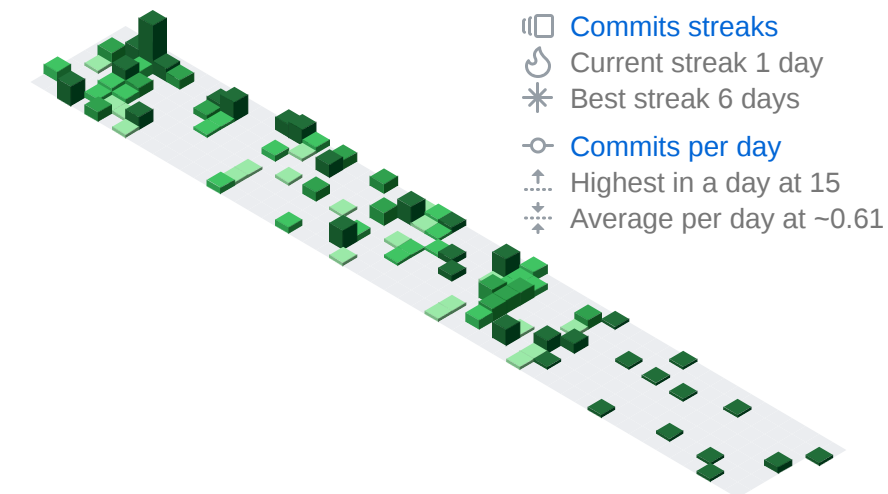 Commits streaks
Current streak 1 day
Best streak 6 days
Commits per day
Highest in a day at 15
Average per day at ~0.61